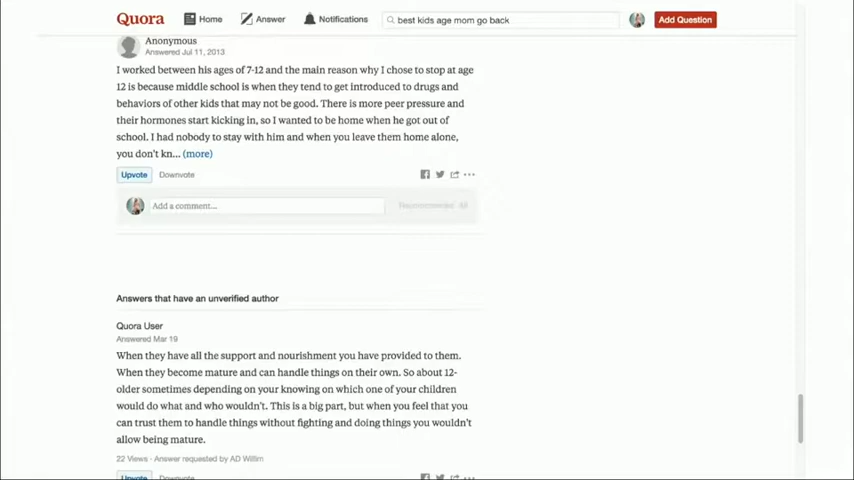 Quora Home Answer Notifications best kids age mom go back Add Question
Anonymous
Answered Jul 11, 2013
I worked between his ages of 7-12 and the main reason why I chose to stop at age
12 is because middle school is when they tend to get introduced to drugs and
behaviors of other kids that may not be good. There is more peer pressure and
their hormones start kicking in, so I wanted to be home when he got out of
school. I had nobody to stay with him and when you leave them home alone,
you don't kn... (more)
Upvote Downvote
Add a comment... Recommended All
Answers that have an unverified author
Quora User
Answered Mar 19
When they have all the support and nourishment you have provided to them.
When they become mature and can handle things on their own. So about 12-
older sometimes depending on your knowing on which one of your children
would do what and who wouldn't. This is a big part, but when you feel that you
can trust them to handle things without fighting and doing things you wouldn't
allow being mature.
22 Views · Answer requested by AD Willim
Upvote Downvote